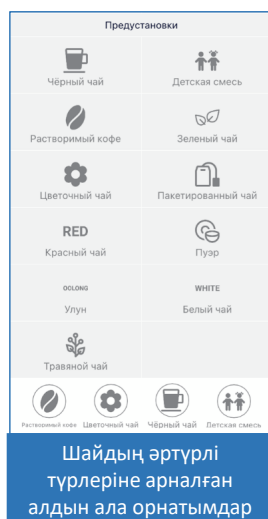 Предустановки
Чёрный чай
Детская смесь
Растворимый кофе
Зеленый чай
Цветочный чай
Пакетированный чай
RED
Красный чай
Пуэр
OOLONG
Улун
WHITE
Белый чай
Травяной чай
Растворимый кофе Цветочный чай Чёрный чай Детская смесь
Шайдың әртүрлі
түрлеріне арналған
алдын ала орнатымдар